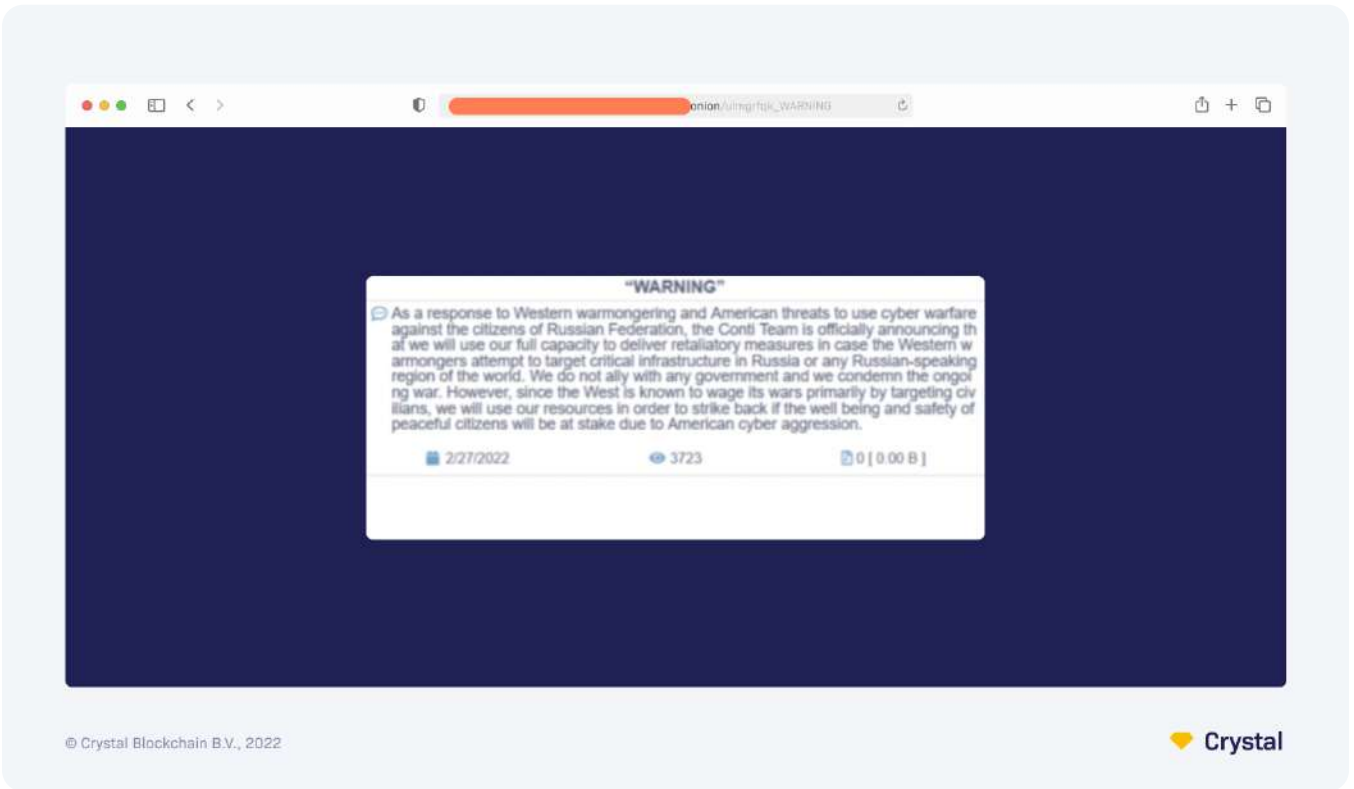 onion/uimgrfqk_WARNING
“WARNING”
As a response to Western warmongering and American threats to use cyber warfare
against the citizens of Russian Federation, the Conti Team is officially announcing th
at we will use our full capacity to deliver retaliatory measures in case the Western w
armongers attempt to target critical infrastructure in Russia or any Russian-speaking
region of the world. We do not ally with any government and we condemn the ongoi
ng war. However, since the West is known to wage its wars primarily by targeting civ
ilians, we will use our resources in order to strike back if the well being and safety of
peaceful citizens will be at stake due to American cyber aggression.
2/27/2022 3723 0 [ 0.00 B ]
© Crystal Blockchain B.V., 2022
Crystal